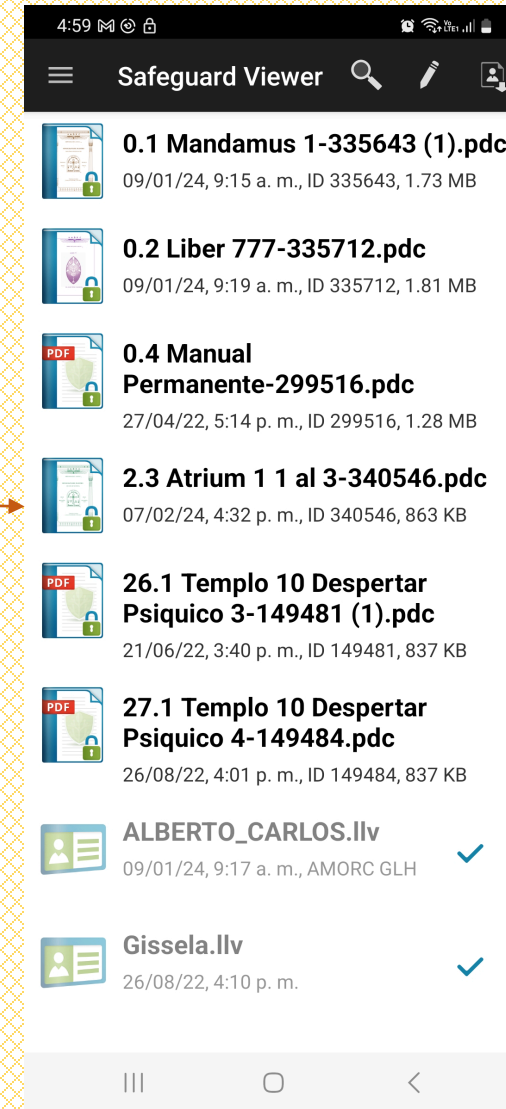 4:59
Vo
LTE1
Safeguard Viewer
0.1 Mandamus 1-335643 (1).pdc
09/01/24, 9:15 a. m., ID 335643, 1.73 MB
0.2 Liber 777-335712.pdc
09/01/24, 9:19 a. m., ID 335712, 1.81 MB
PDF
0.4 Manual
Permanente-299516.pdc
27/04/22, 5:14 p. m., ID 299516, 1.28 MB
2.3 Atrium 1 1 al 3-340546.pdc
07/02/24, 4:32 p. m., ID 340546, 863 KB
PDF
26.1 Templo 10 Despertar
Psiquico 3-149481 (1).pdc
21/06/22, 3:40 p. m., ID 149481, 837 KB
PDF
27.1 Templo 10 Despertar
Psiquico 4-149484.pdc
26/08/22, 4:01 p. m., ID 149484, 837 KB
ALBERTO_CARLOS.llv
09/01/24, 9:17 a. m., AMORC GLH
Gissela.llv
26/08/22, 4:10 p. m.